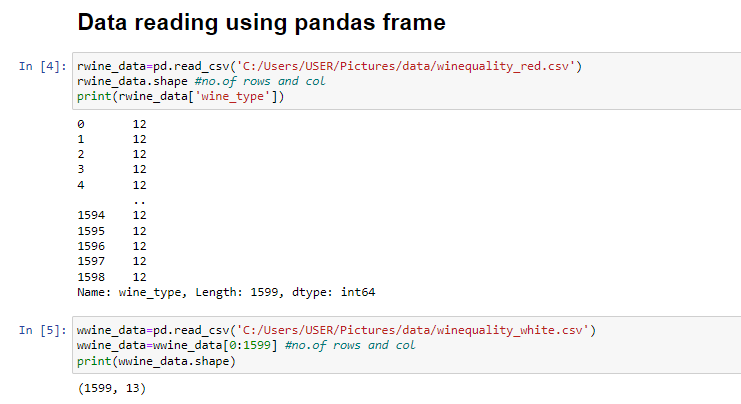 Data reading using pandas frame
In [4]: rwine_data=pd.read_csv('C:/Users/USER/Pictures/data/winequality_red.csv')
rwine_data.shape #no.of rows and col
print(rwine_data['wine_type'])
0 12
1 12
2 12
3 12
4 12
..
1594 12
1595 12
1596 12
1597 12
1598 12
Name: wine_type, Length: 1599, dtype: int64
In [5]: wwine_data=pd.read_csv('C:/Users/USER/Pictures/data/winequality_white.csv')
wwine_data=wwine_data[0:1599] #no.of rows and col
print(wwine_data.shape)
(1599, 13)